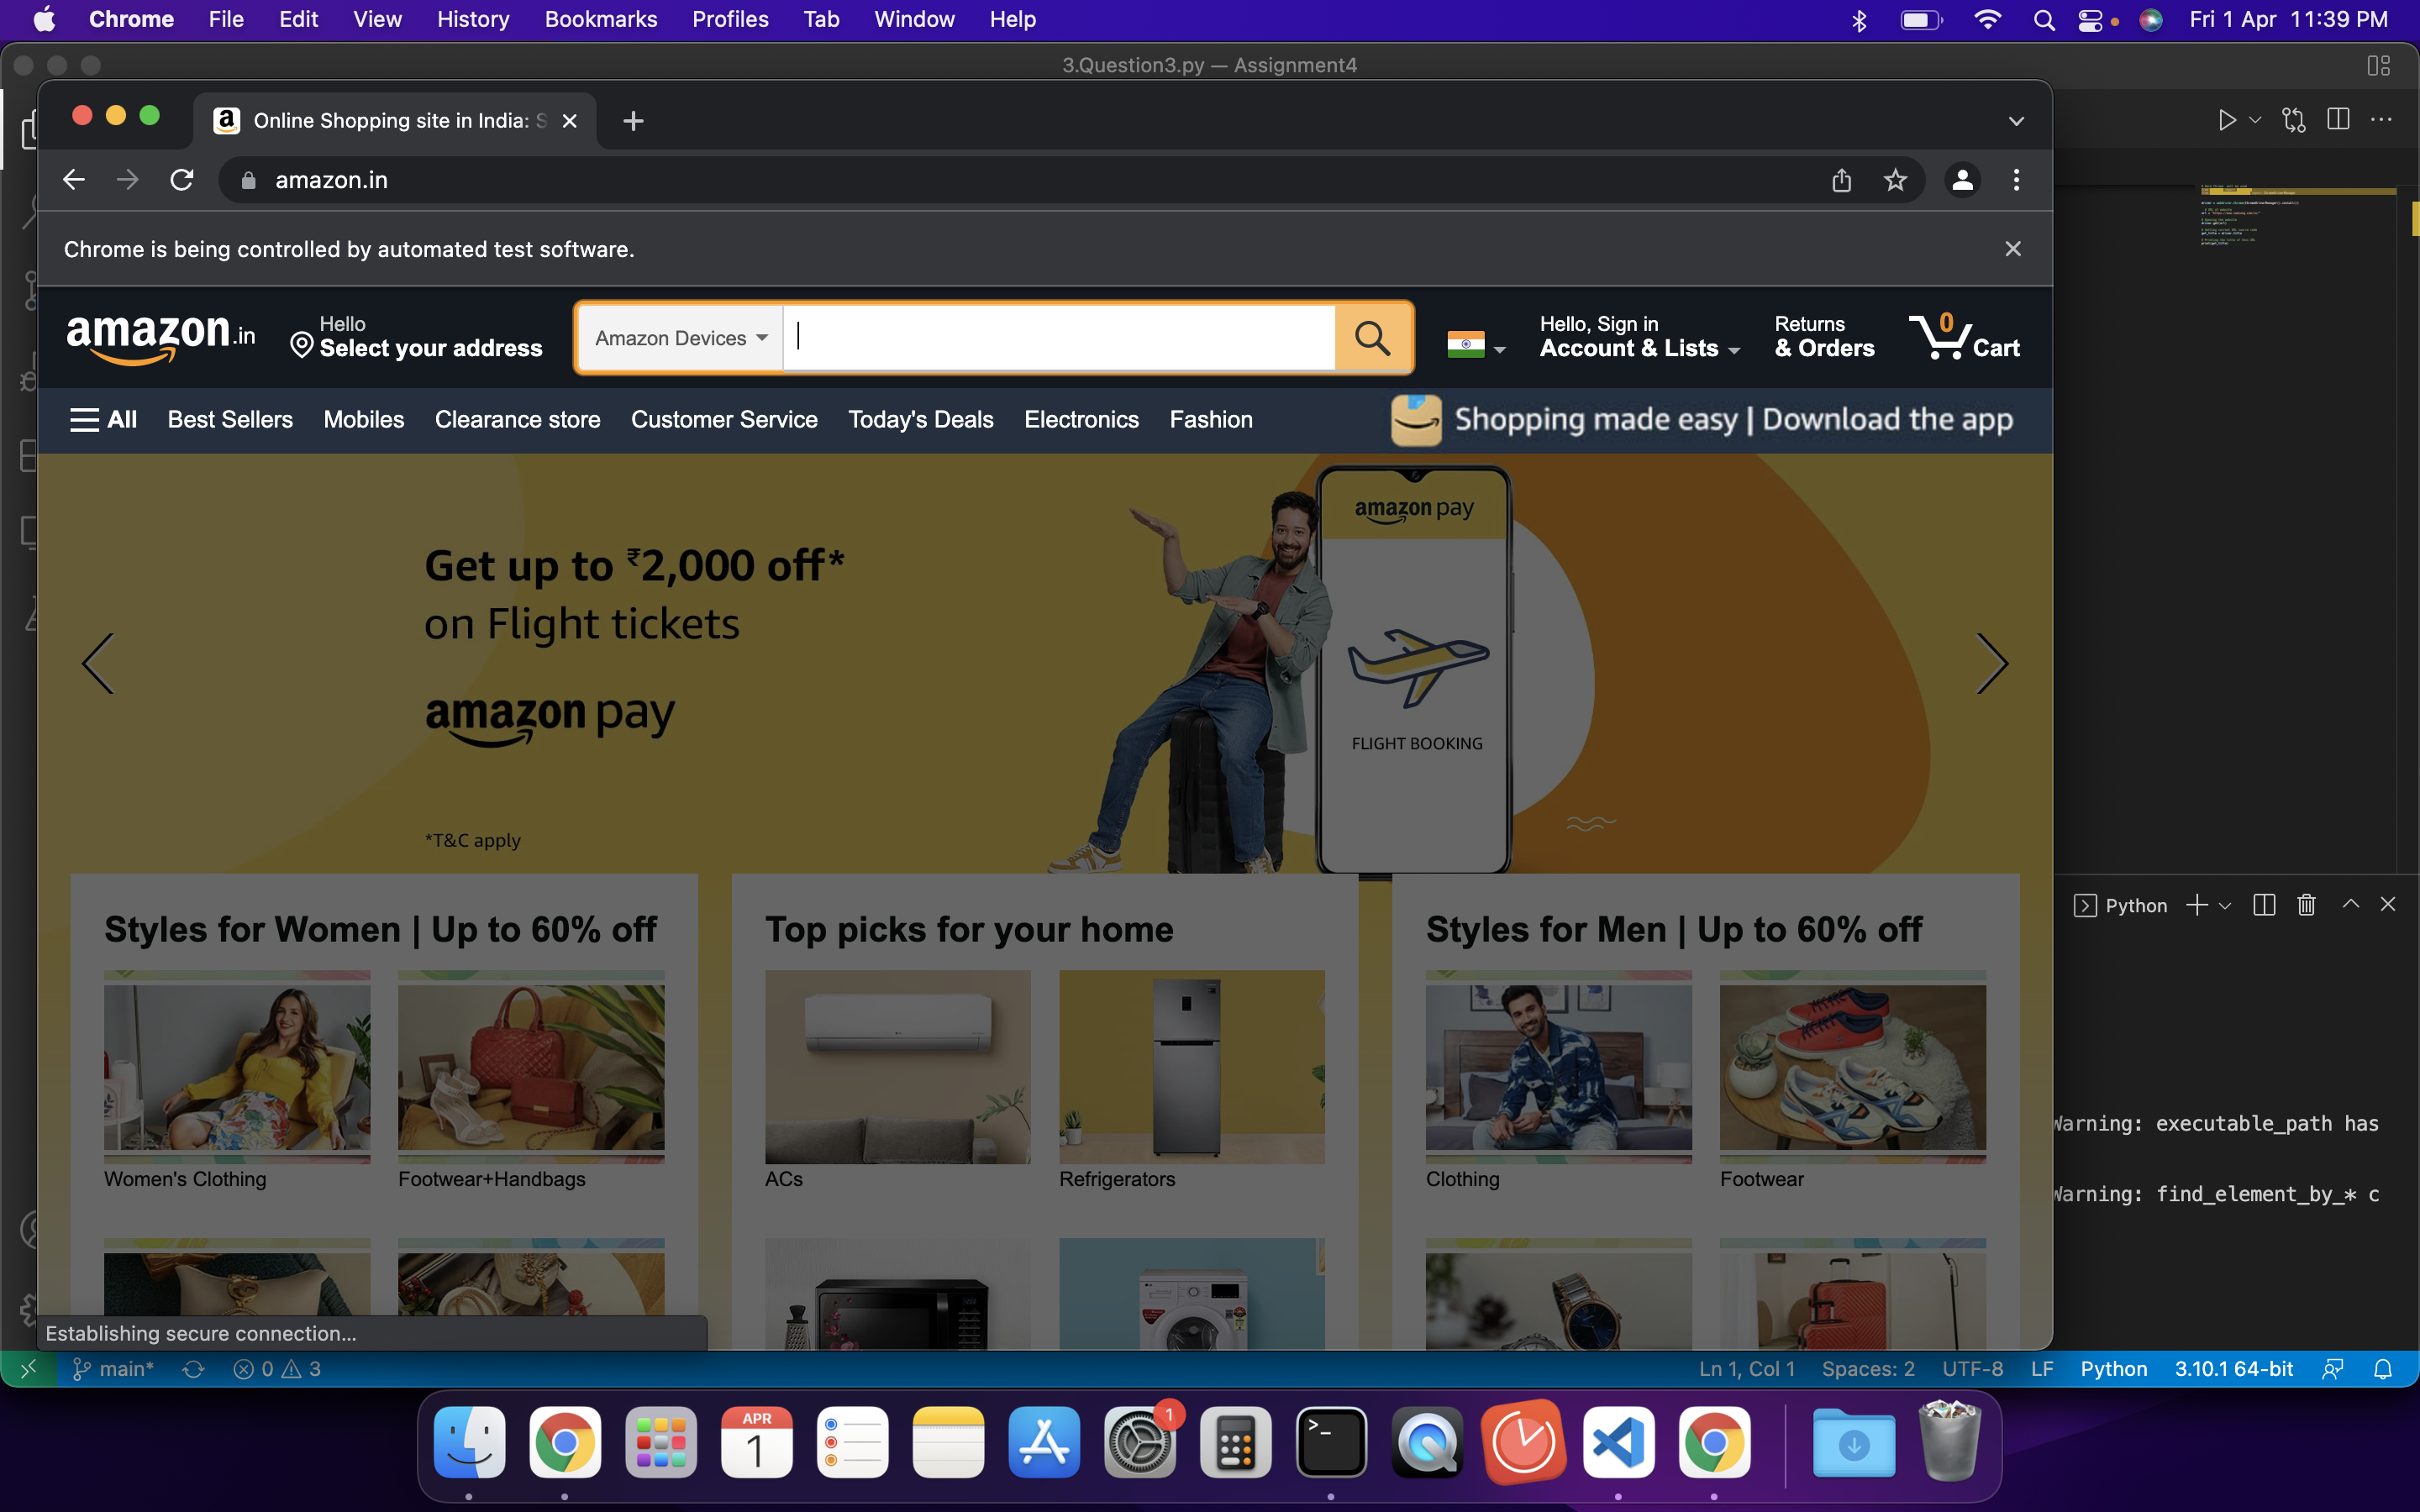 Chrome File Edit View History Bookmarks Profiles Tab Window Help Fri 1 Apr 11:39 PM
3.Question3.py — Assignment4
Online Shopping site in India: S
amazon.in
Chrome is being controlled by automated test software.
amazon.in
Hello
Select your address
Amazon Devices
Hello, Sign in
Account & Lists
Returns
& Orders
0
Cart
All Best Sellers Mobiles Clearance store Customer Service Today's Deals Electronics Fashion
Shopping made easy | Download the app
Get up to ₹2,000 off*
on Flight tickets
amazon pay
*T&C apply
amazon pay
FLIGHT BOOKING
Styles for Women | Up to 60% off
Women's Clothing
Footwear+Handbags
Top picks for your home
ACs
Refrigerators
Styles for Men | Up to 60% off
Clothing
Footwear
Python
Warning: executable_path has
Warning: find_element_by_* c
Establishing secure connection...
main* 0 3 Ln 1, Col 1 Spaces: 2 UTF-8 LF Python 3.10.1 64-bit
APR
1
1